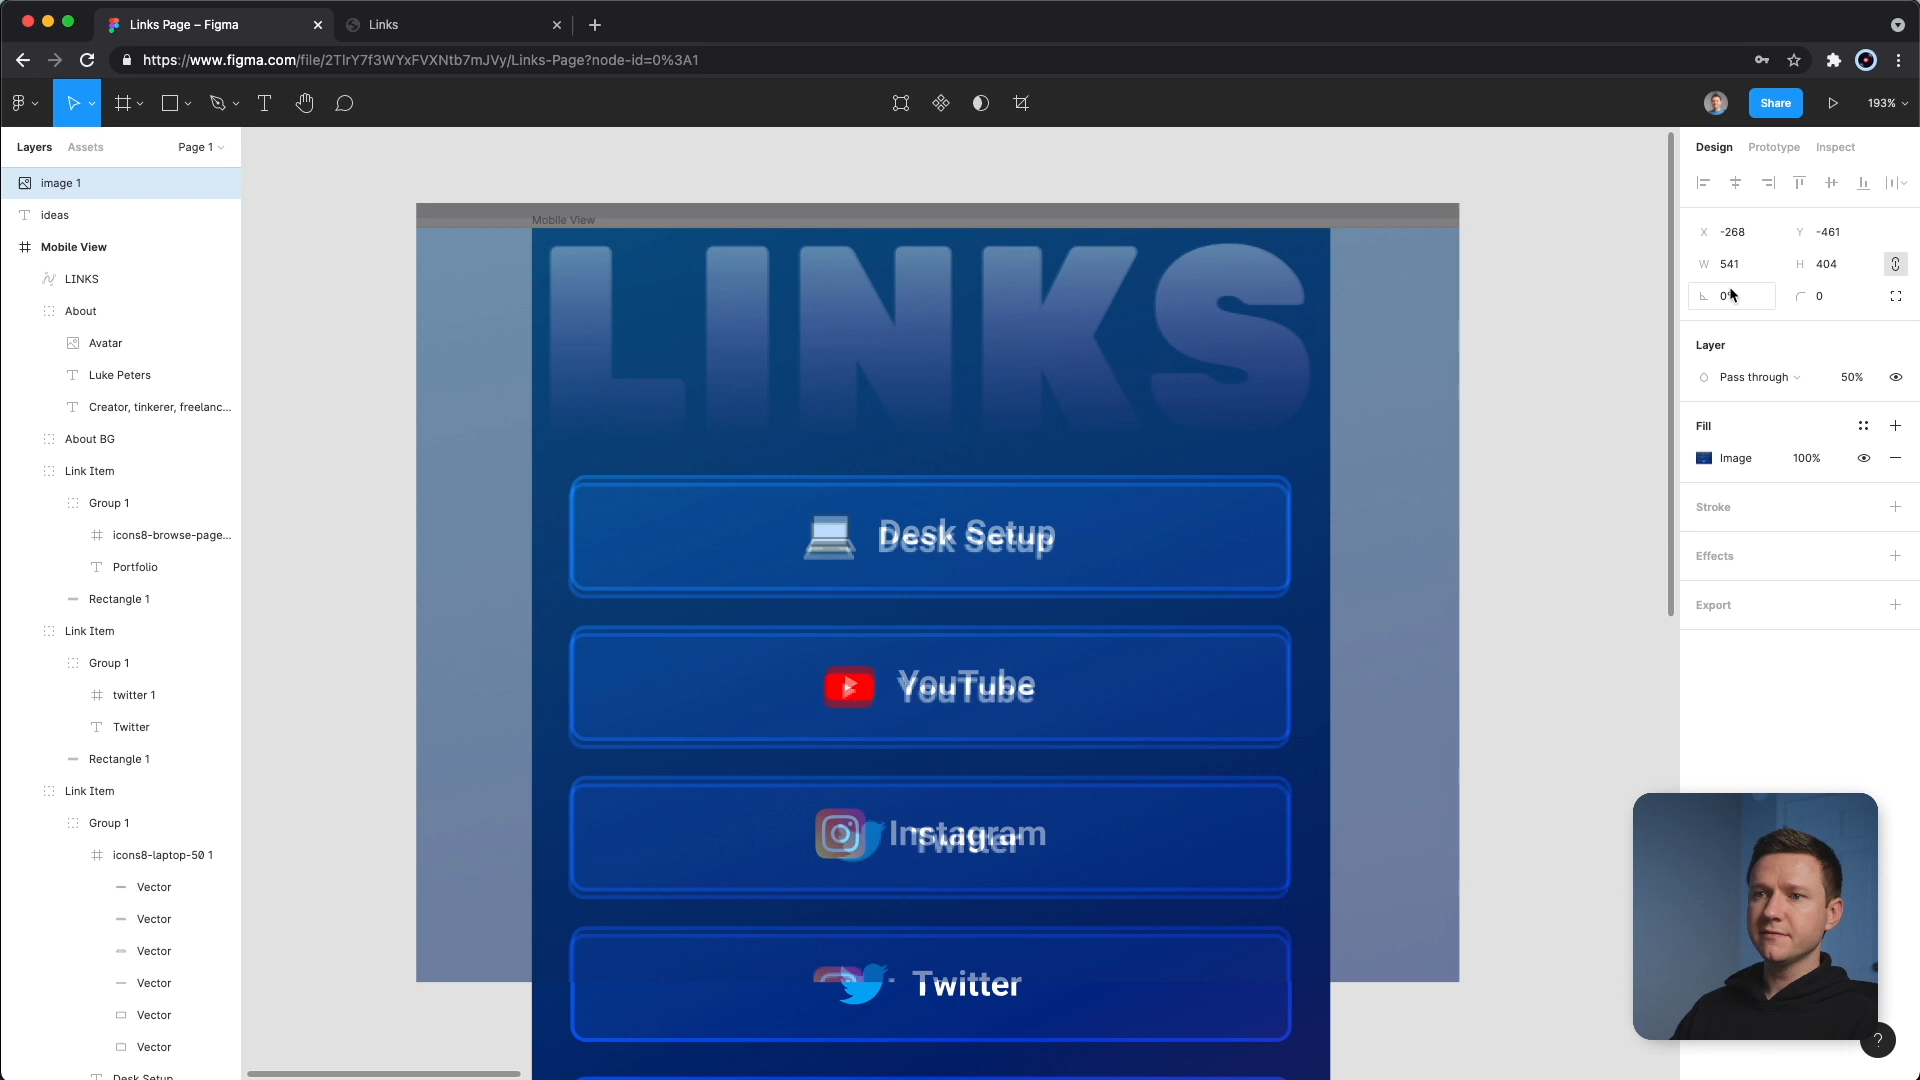 Links Page – Figma
Links
https://www.figma.com/file/2TlrY7f3WYxFVXNtb7mJVy/Links-Page?node-id=0%3A1
Share
193%
Layers
Assets
Page 1
image 1
ideas
Mobile View
LINKS
About
Avatar
Luke Peters
Creator, tinkerer, freelanc...
About BG
Link Item
Group 1
icons8-browse-page...
Portfolio
Rectangle 1
Link Item
Group 1
twitter 1
Twitter
Rectangle 1
Link Item
Group 1
icons8-laptop-50 1
Vector
Vector
Vector
Vector
Vector
Vector
Desk Setup
Mobile View
LINKS
Desk Setup
YouTube
Instagram
Twitter
Twitter
Design
Prototype
Inspect
X -268
Y -461
W 541
H 404
0°
0
Layer
Pass through
50%
Fill
Image
100%
Stroke
Effects
Export
?